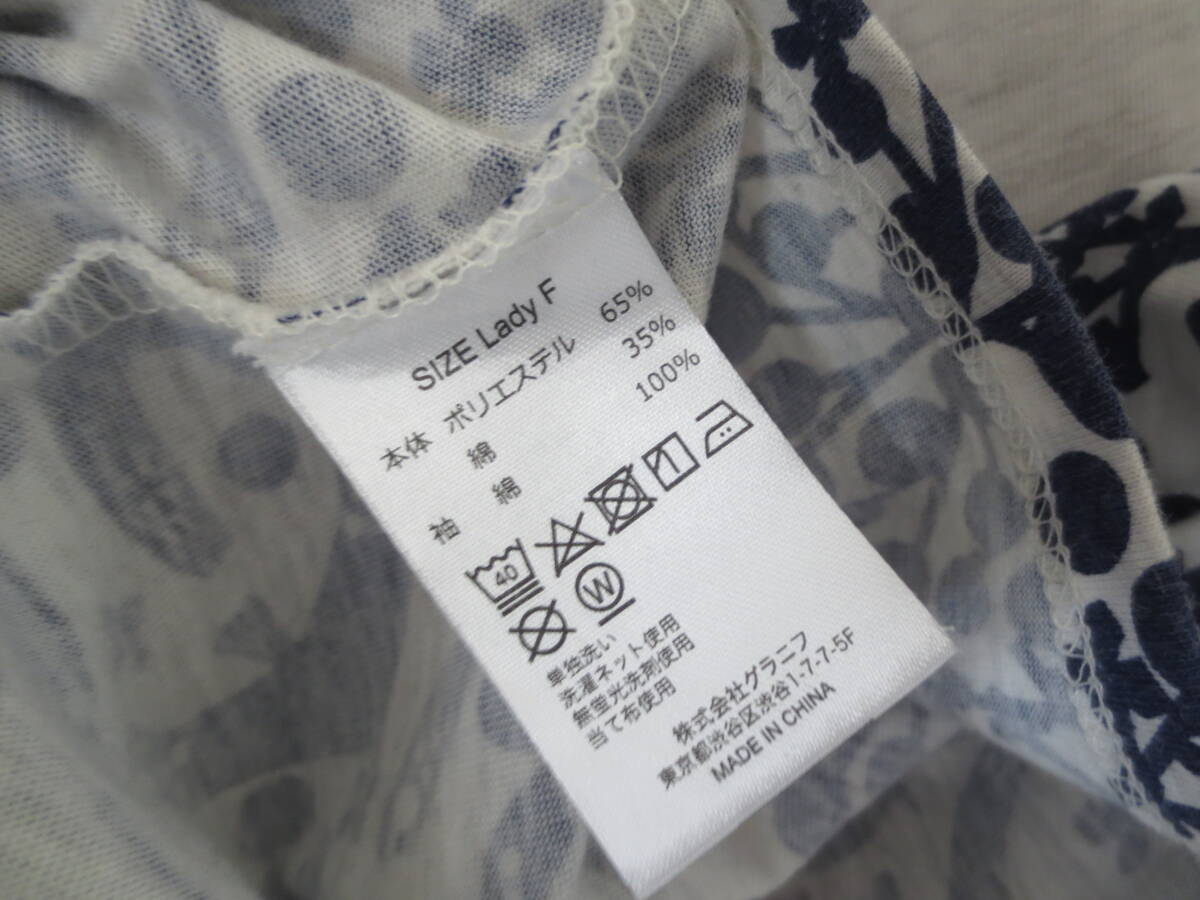 SIZE Lady F
本体 ポリエステル 65%
綿 35%
袖 綿 100%
40
W
単独洗い
洗濯ネット使用
無蛍光洗剤使用
当て布使用
株式会社グラニフ
東京都渋谷区渋谷1-7-7-5F
MADE IN CHINA